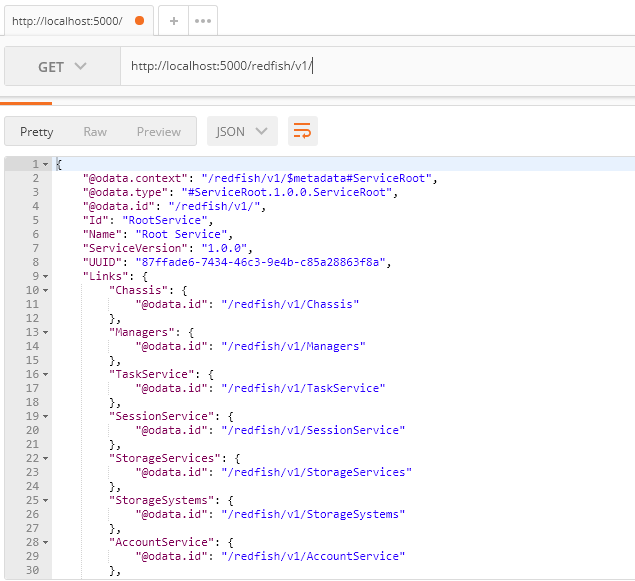 http://localhost:5000/
+ •••
GET http://localhost:5000/redfish/v1/
Pretty Raw Preview JSON
1 {
2 "@odata.context": "/redfish/v1/$metadata#ServiceRoot",
3 "@odata.type": "#ServiceRoot.1.0.0.ServiceRoot",
4 "@odata.id": "/redfish/v1/",
5 "Id": "RootService",
6 "Name": "Root Service",
7 "ServiceVersion": "1.0.0",
8 "UUID": "87ffade6-7434-46c3-9e4b-c85a28863f8a",
9 "Links": {
10 "Chassis": {
11 "@odata.id": "/redfish/v1/Chassis"
12 },
13 "Managers": {
14 "@odata.id": "/redfish/v1/Managers"
15 },
16 "TaskService": {
17 "@odata.id": "/redfish/v1/TaskService"
18 },
19 "SessionService": {
20 "@odata.id": "/redfish/v1/SessionService"
21 },
22 "StorageServices": {
23 "@odata.id": "/redfish/v1/StorageServices"
24 },
25 "StorageSystems": {
26 "@odata.id": "/redfish/v1/StorageSystems"
27 },
28 "AccountService": {
29 "@odata.id": "/redfish/v1/AccountService"
30 },